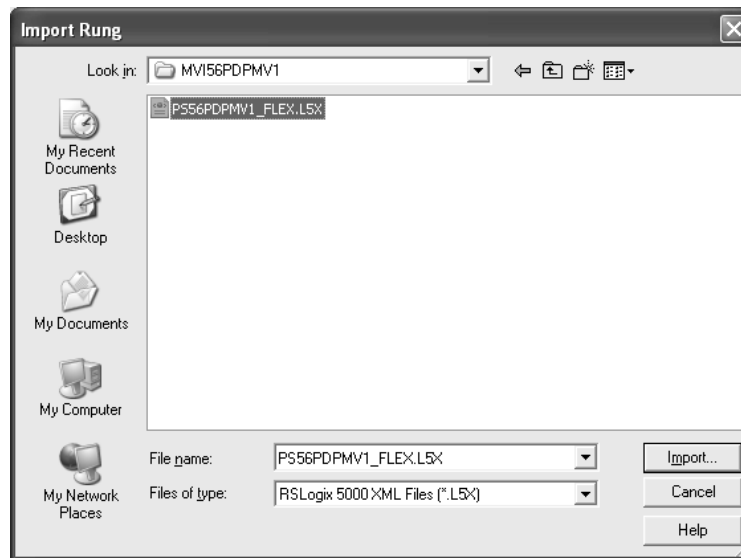 Import Rung
Look in: MVI56PDPMV1
PS56PDPMV1_FLEX.L5X
My Recent
Documents
Desktop
My Documents
My Computer
My Network
Places
File name: PS56PDPMV1_FLEX.L5X Import...
Files of type: RSLogix 5000 XML Files (*.L5X) Cancel
Help